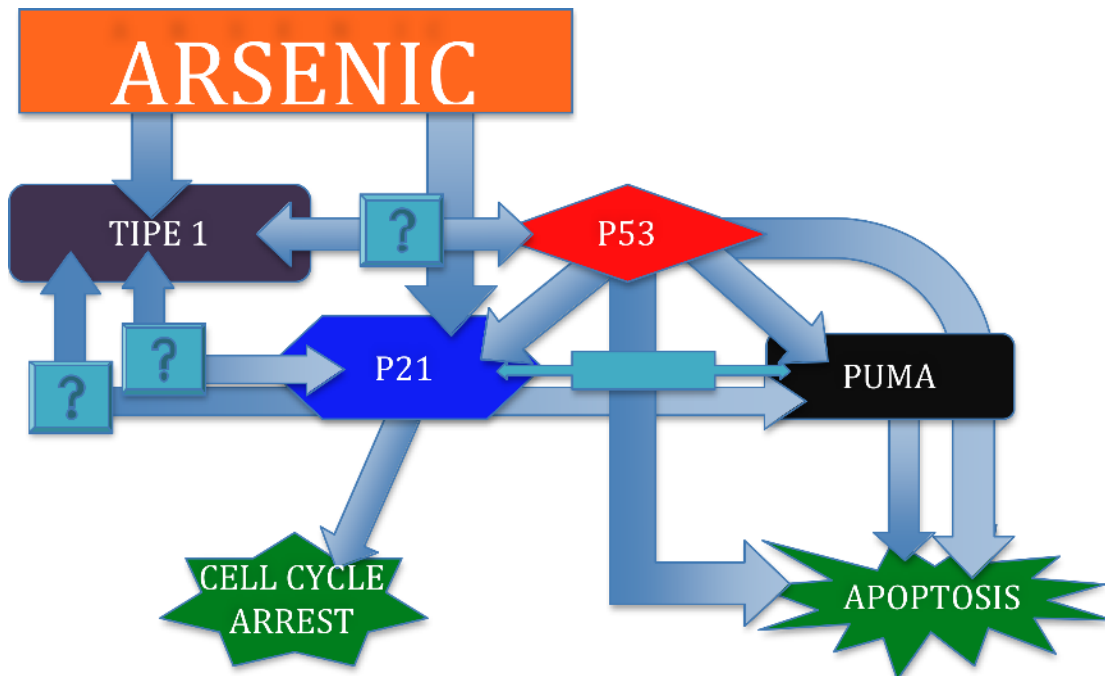 ARSENIC
TIPE 1
?
P53
?
?
P21
PUMA
CELL CYCLE
ARREST
APOPTOSIS